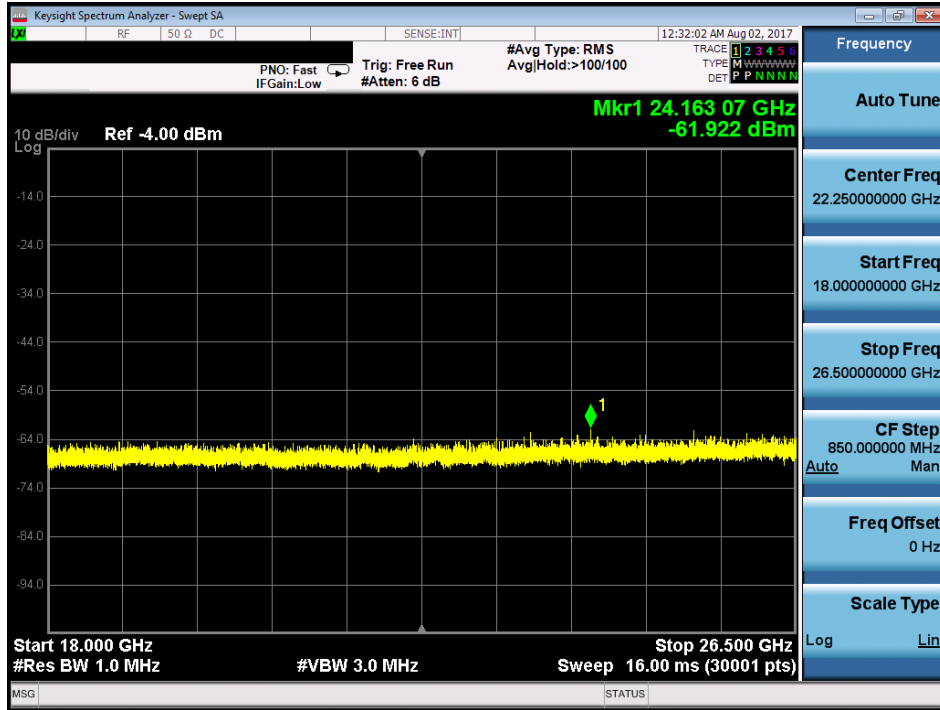 Keysight Spectrum Analyzer - Swept SA
LXI RF 50 Ω DC SENSE:INT 12:32:02 AM Aug 02, 2017
PNO: Fast
IFGain:Low
Trig: Free Run
#Atten: 6 dB
#Avg Type: RMS
Avg|Hold:>100/100
TRACE 1 2 3 4 5 6
TYPE M W W W W W
DET P P N N N N
Mkr1 24.163 07 GHz
-61.922 dBm
10 dB/div Ref -4.00 dBm
Log
-14.0
-24.0
-34.0
-44.0
-54.0
-64.0
-74.0
-84.0
-94.0
1
Start 18.000 GHz Stop 26.500 GHz
#Res BW 1.0 MHz #VBW 3.0 MHz Sweep 16.00 ms (30001 pts)
MSG STATUS
Frequency
Auto Tune
Center Freq
22.250000000 GHz
Start Freq
18.000000000 GHz
Stop Freq
26.500000000 GHz
CF Step
850.000000 MHz
Auto Man
Freq Offset
0 Hz
Scale Type
Log Lin